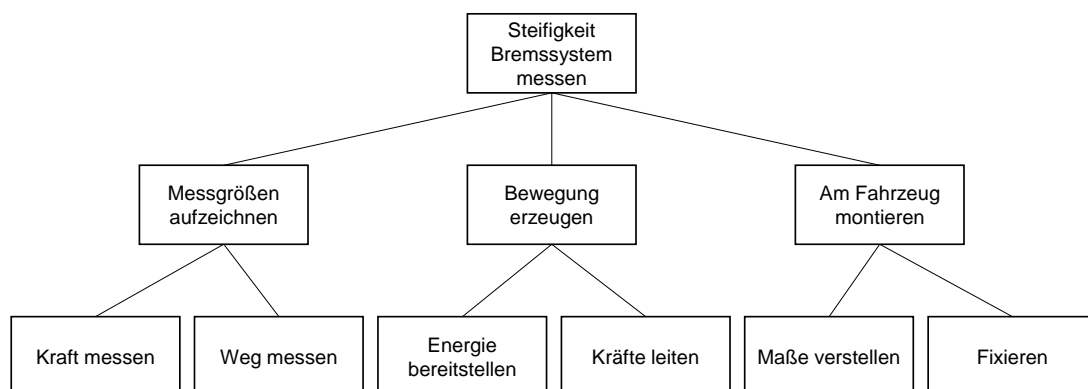 Steifigkeit
Bremssystem
messen
Messgrößen
aufzeichnen
Bewegung
erzeugen
Am Fahrzeug
montieren
Kraft messen
Weg messen
Energie
bereitstellen
Kräfte leiten
Maße verstellen
Fixieren